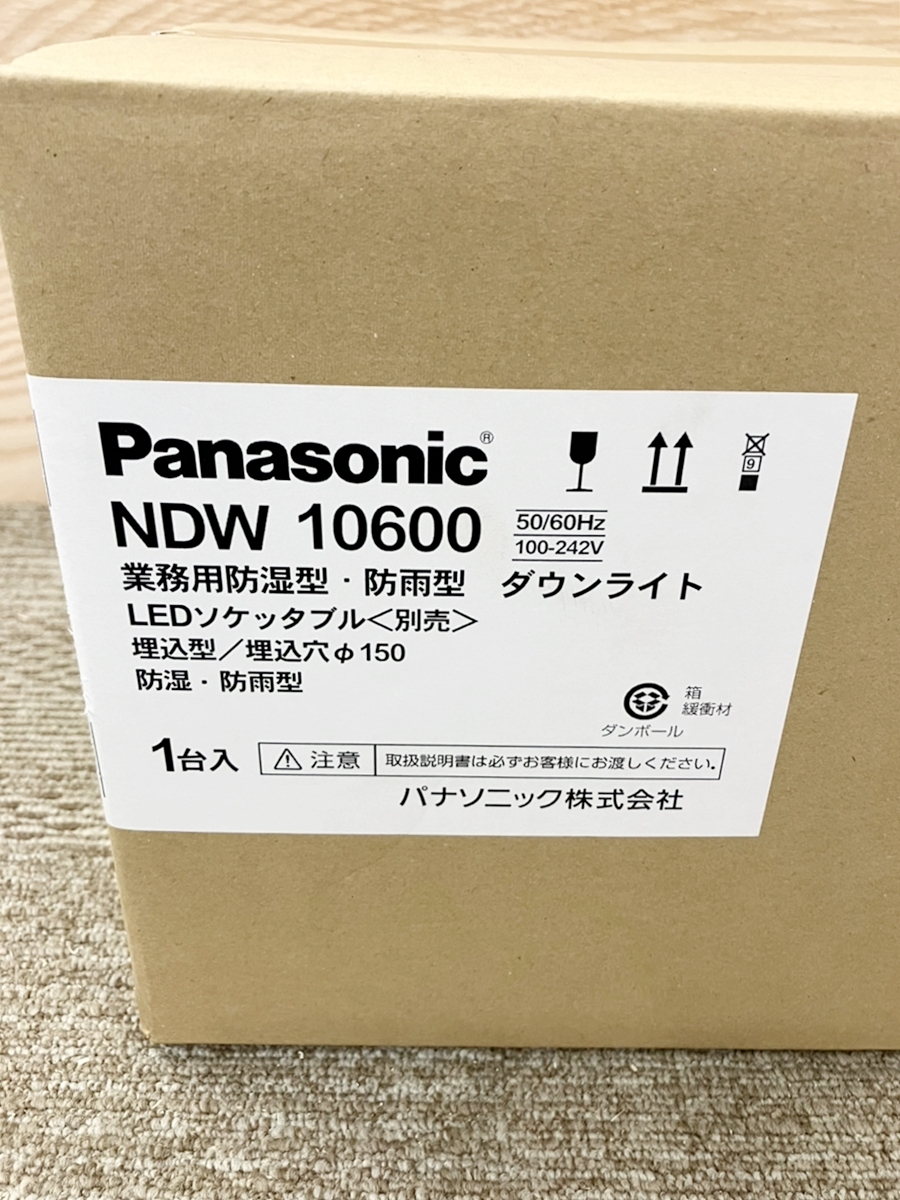 Panasonic®
NDW 10600
50/60Hz
100-242V
業務用防湿型・防雨型 ダウンライト
LEDソケッタブル<別売>
埋込型/埋込穴φ150
防湿・防雨型
9
箱
緩衝材
ダンボール
1台入
注意
取扱説明書は必ずお客様にお渡しください。
パナソニック株式会社